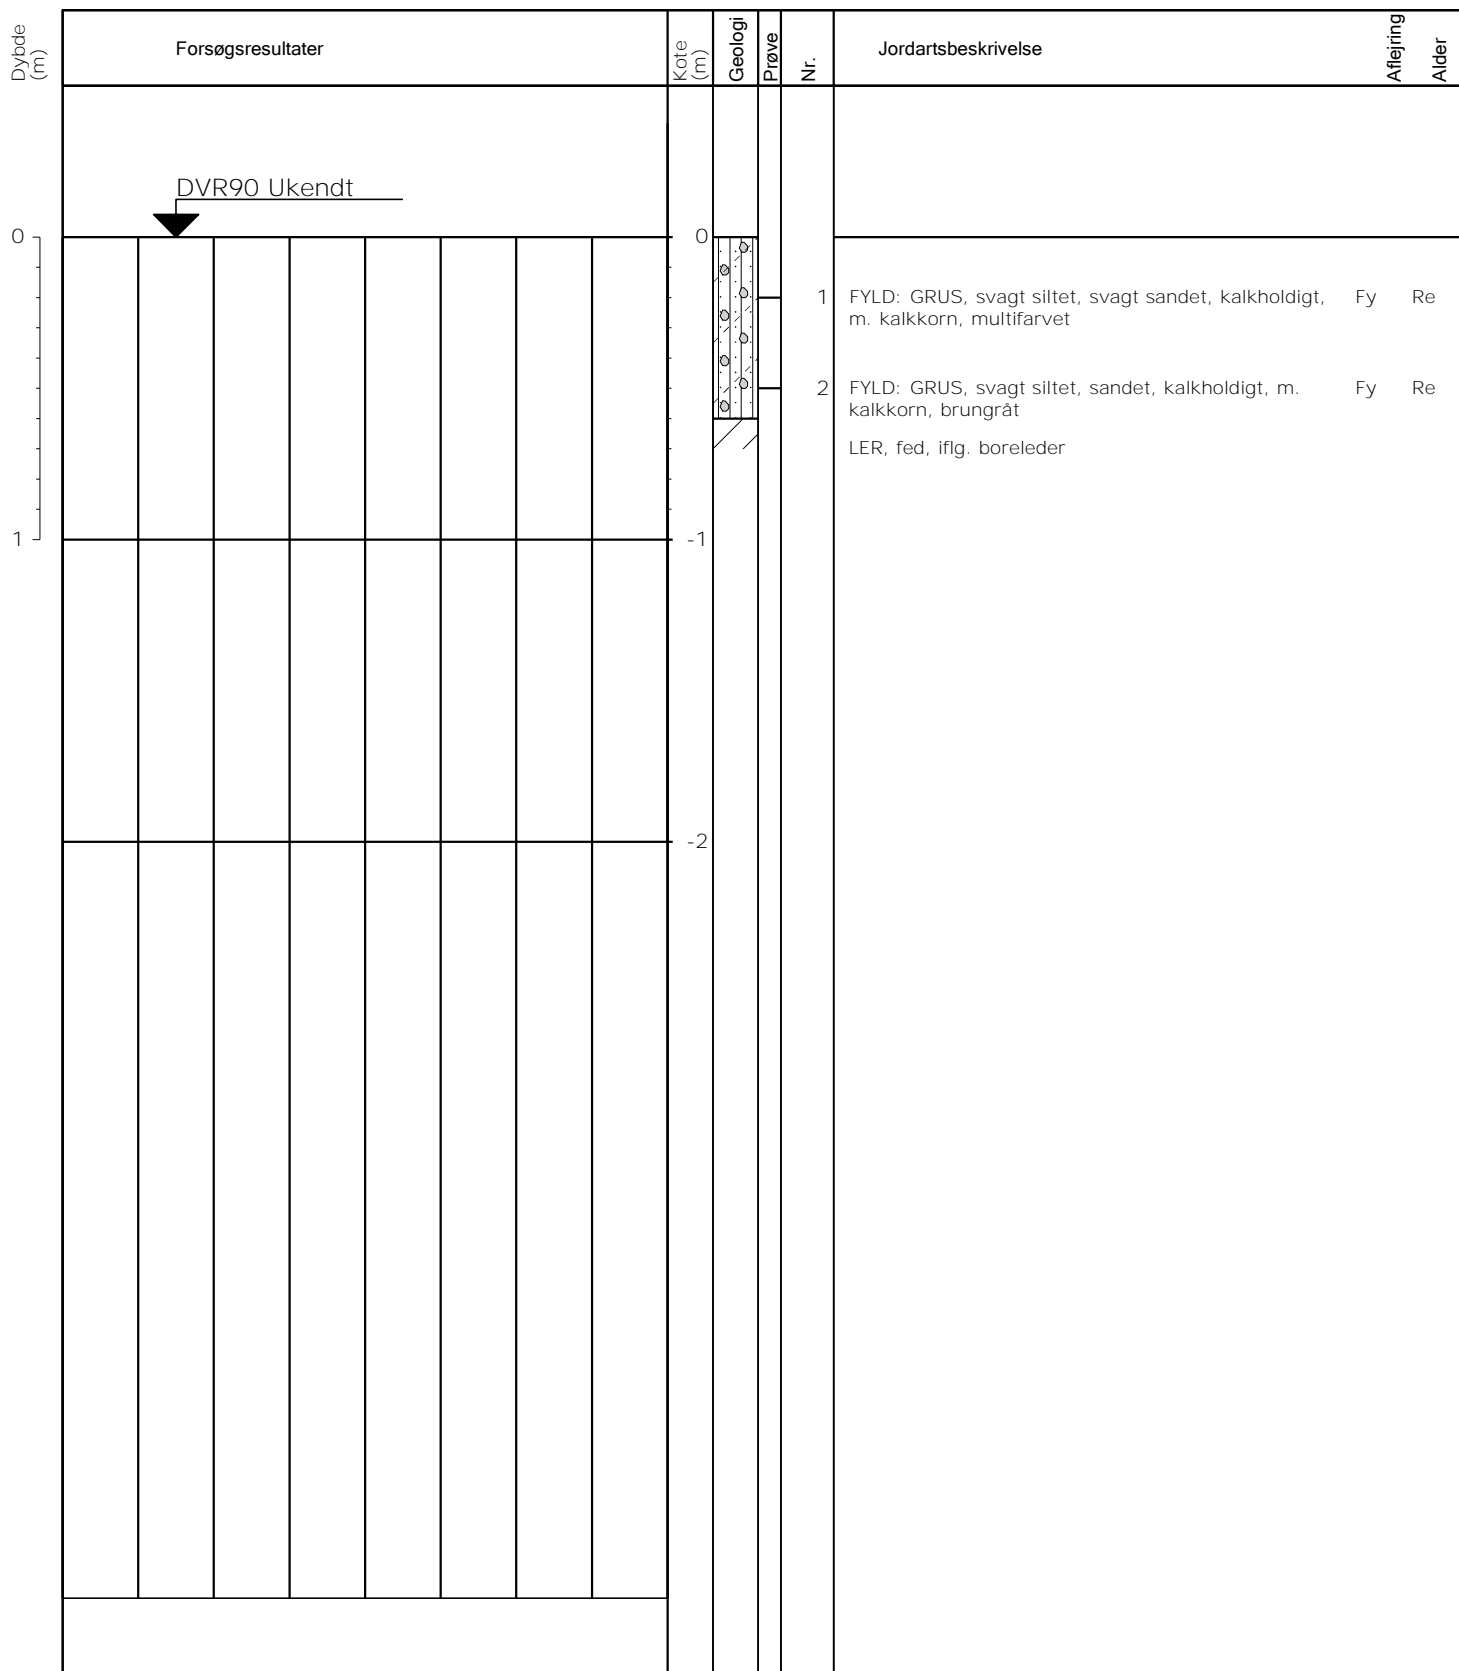 Dybde
(m)
Forsøgsresultater
Kote
(m)
Geologi
Prøve
Nr.
Jordartsbeskrivelse
Aflejring
Alder
DVR90 Ukendt
0
0
1
FYLD: GRUS, svagt siltet, svagt sandet, kalkholdigt,
m. kalkkorn, multifarvet
Fy
Re
2
FYLD: GRUS, svagt siltet, sandet, kalkholdigt, m.
kalkkorn, brungråt
Fy
Re
LER, fed, iflg. boreleder
1
-1
-2